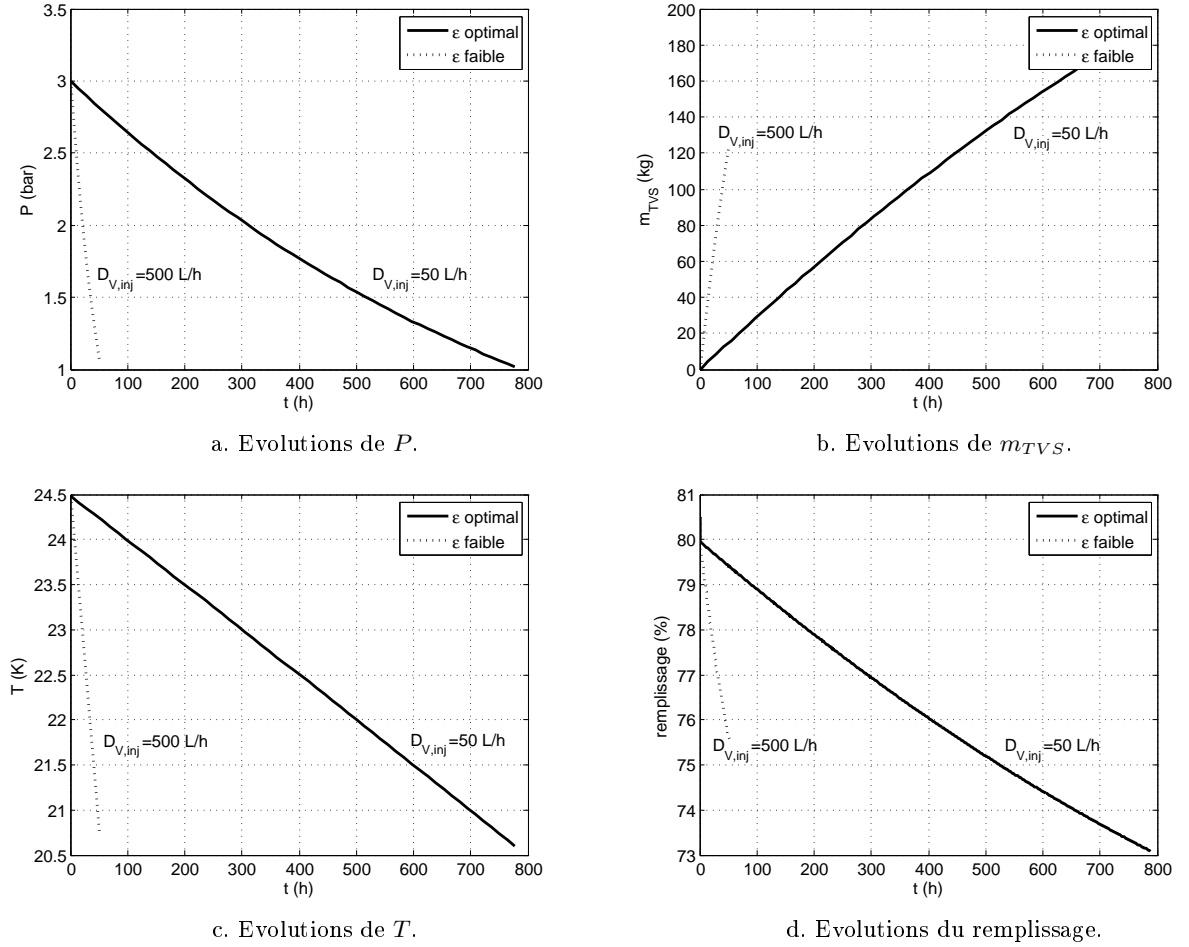 3.5
3
2.5
2
1.5
1
P (bar)
ε optimal
ε faible
D_V,inj=500 L/h
D_V,inj=50 L/h
0 100 200 300 400 500 600 700 800
t (h)
a. Evolutions de P.
200
180
160
140
120
100
80
60
40
20
0
m_TVS (kg)
ε optimal
ε faible
D_V,inj=500 L/h
D_V,inj=50 L/h
0 100 200 300 400 500 600 700 800
t (h)
b. Evolutions de m_TVS.
24.5
24
23.5
23
22.5
22
21.5
21
20.5
T (K)
ε optimal
ε faible
D_V,inj=500 L/h
D_V,inj=50 L/h
0 100 200 300 400 500 600 700 800
t (h)
c. Evolutions de T.
81
80
79
78
77
76
75
74
73
remplissage (%)
ε optimal
ε faible
D_V,inj=500 L/h
D_V,inj=50 L/h
0 100 200 300 400 500 600 700 800
t (h)
d. Evolutions du remplissage.